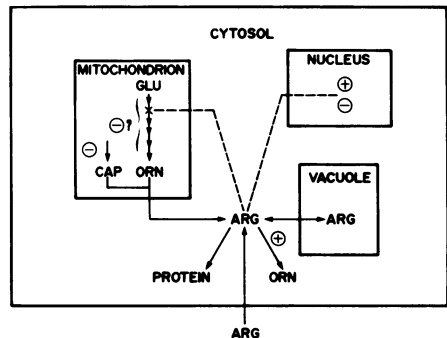 CYTOSOL
MITOCHONDRION
GLU
⊖?
⊖
CAP ORN
NUCLEUS
⊕
⊖
VACUOLE
ARG ARG
⊕
PROTEIN ORN
ARG